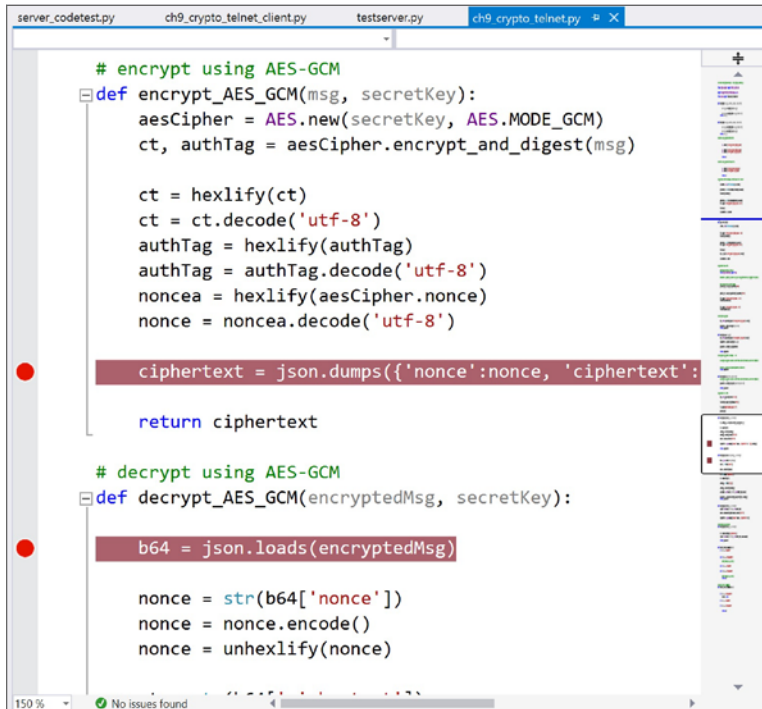 server_codetest.py ch9_crypto_telnet_client.py testserver.py ch9_crypto_telnet.py
# encrypt using AES-GCM
def encrypt_AES_GCM(msg, secretKey):
    aesCipher = AES.new(secretKey, AES.MODE_GCM)
    ct, authTag = aesCipher.encrypt_and_digest(msg)
    ct = hexlify(ct)
    ct = ct.decode('utf-8')
    authTag = hexlify(authTag)
    authTag = authTag.decode('utf-8')
    noncea = hexlify(aesCipher.nonce)
    nonce = noncea.decode('utf-8')
    ciphertext = json.dumps({'nonce':nonce, 'ciphertext':
    return ciphertext
# decrypt using AES-GCM
def decrypt_AES_GCM(encryptedMsg, secretKey):
    b64 = json.loads(encryptedMsg)
    nonce = str(b64['nonce'])
    nonce = nonce.encode()
    nonce = unhexlify(nonce)
150 % No issues found